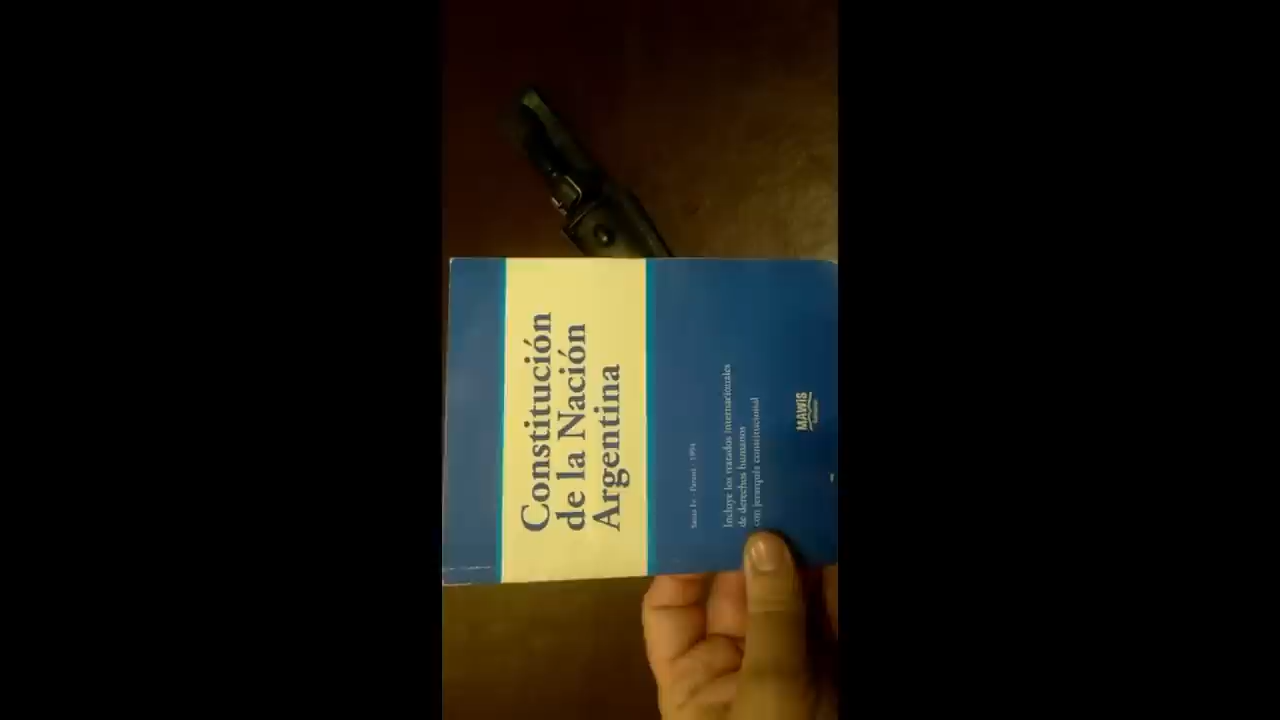 Constitución
de la Nación
Argentina
Santa Fe - Paraná - 1994
Incluye los tratados internacionales
de derechos humanos
con jerarquía constitucional
MAWIS